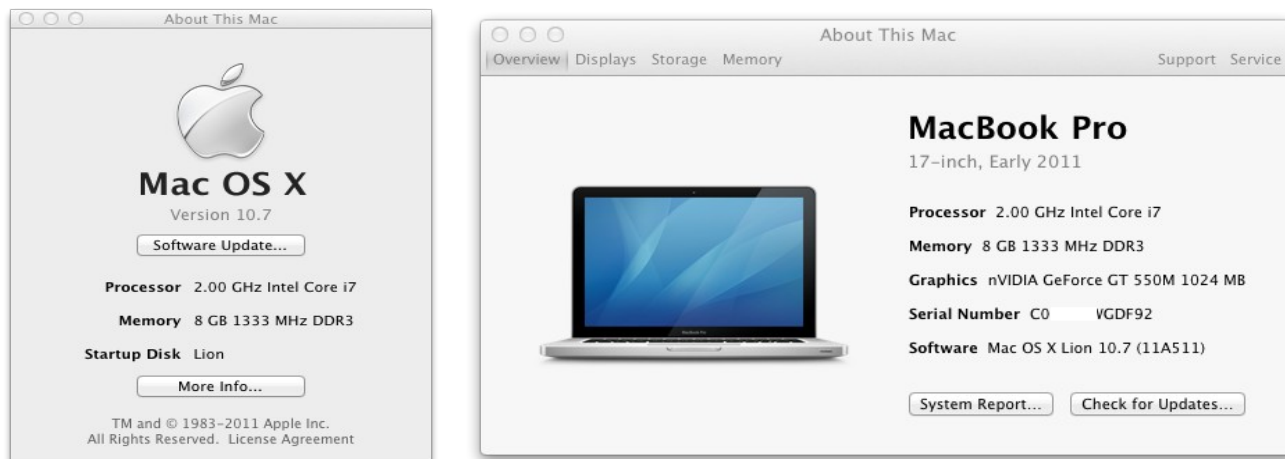 About This Mac
Mac OS X
Version 10.7
Software Update...
Processor 2.00 GHz Intel Core i7
Memory 8 GB 1333 MHz DDR3
Startup Disk Lion
More Info...
TM and © 1983-2011 Apple Inc.
All Rights Reserved. License Agreement
About This Mac
Overview Displays Storage Memory Support Service
MacBook Pro
17-inch, Early 2011
Processor 2.00 GHz Intel Core i7
Memory 8 GB 1333 MHz DDR3
Graphics nVIDIA GeForce GT 550M 1024 MB
Serial Number C0 GDF92
Software Mac OS X Lion 10.7 (11A511)
System Report... Check for Updates...